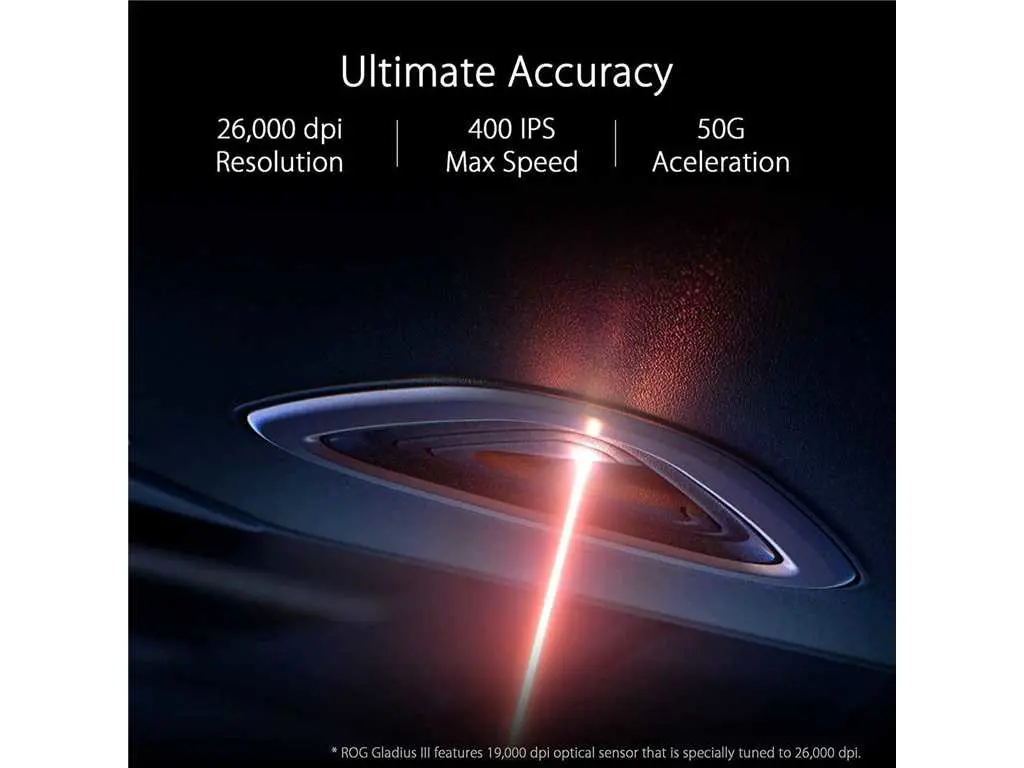 Ultimate Accuracy
26,000 dpi
Resolution
400 IPS
Max Speed
50G
Aceleration
* ROG Gladius III features 19,000 dpi optical sensor that is specially tuned to 26,000 dpi.